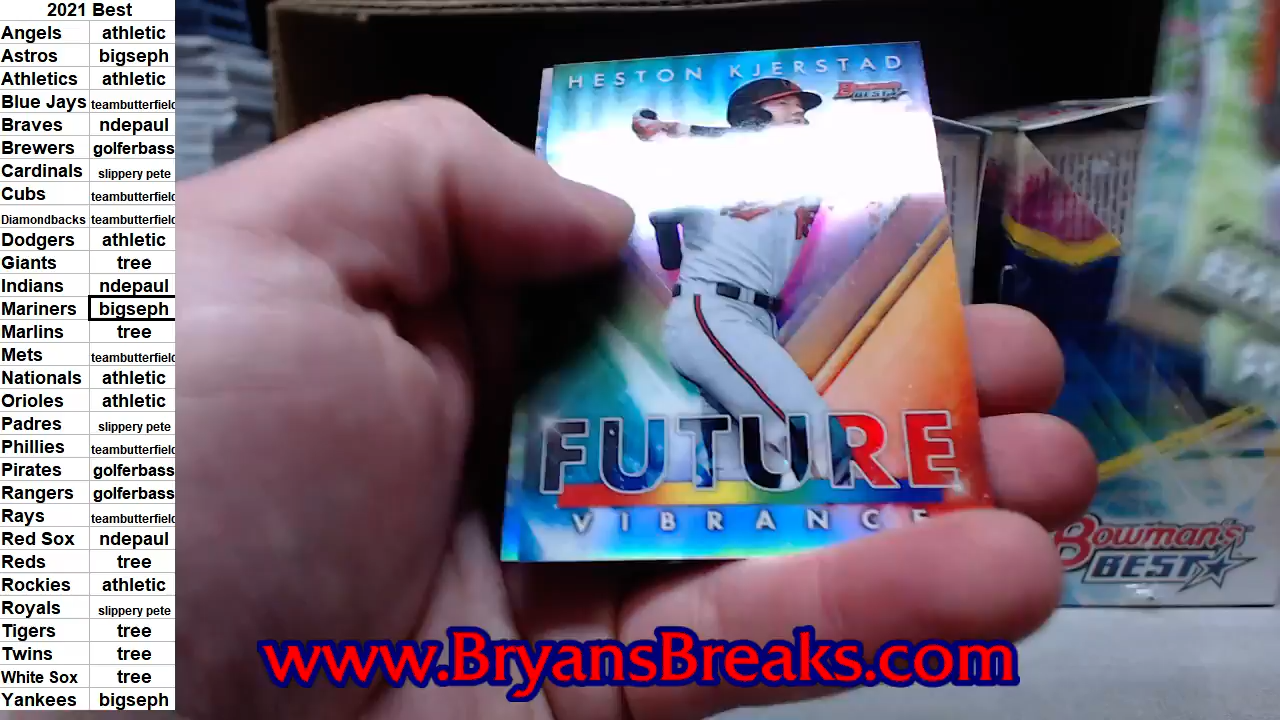 2021 Best
Angels athletic
Astros bigseph
Athletics athletic
Blue Jays teambutterfield
Braves ndepaul
Brewers golferbass
Cardinals slippery pete
Cubs teambutterfield
Diamondbacks teambutterfield
Dodgers athletic
Giants tree
Indians ndepaul
Mariners bigseph
Marlins tree
Mets teambutterfield
Nationals athletic
Orioles athletic
Padres slippery pete
Phillies teambutterfield
Pirates golferbass
Rangers golferbass
Rays teambutterfield
Red Sox ndepaul
Reds tree
Rockies athletic
Royals slippery pete
Tigers tree
Twins tree
White Sox tree
Yankees bigseph
HESTON KJERSTAD
Bowman's
BEST
FUTURE
VIBRANCE
Bowman's
BEST
www.BryansBreaks.com